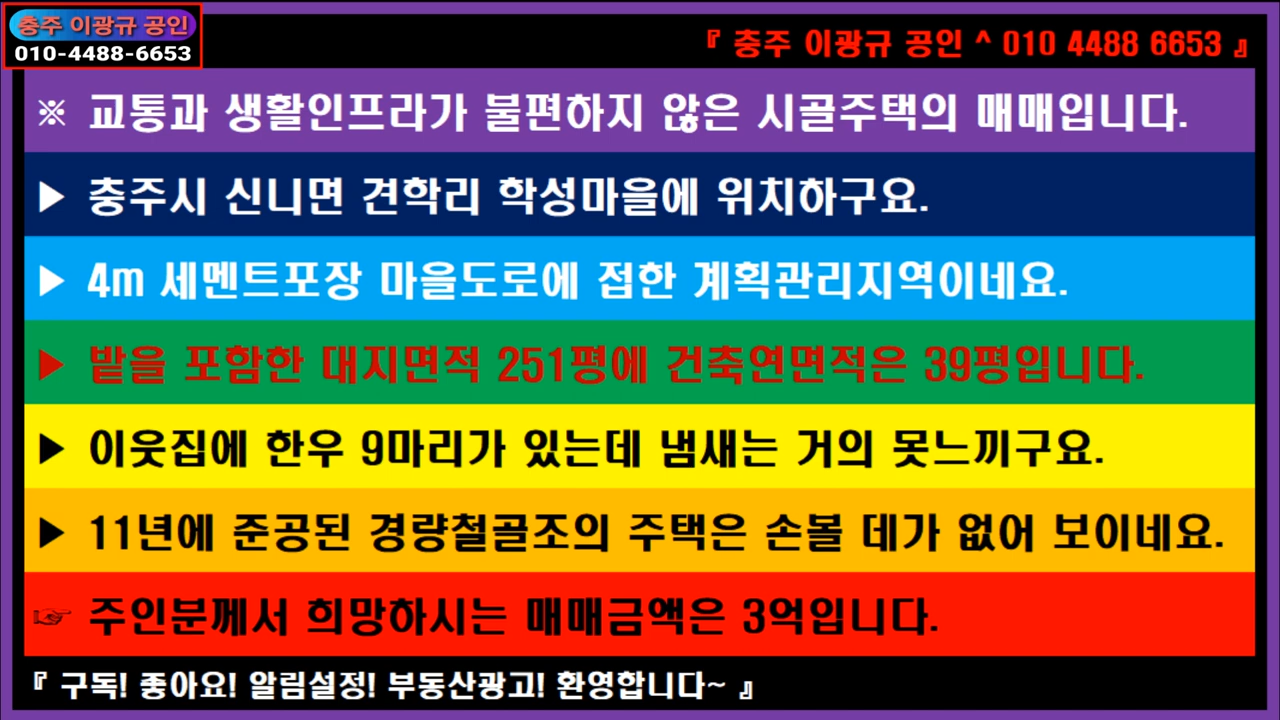 충주 이광규 공인
010-4488-6653
『 충주 이광규 공인 ^ 010 4488 6653 』
※ 교통과 생활인프라가 불편하지 않은 시골주택의 매매입니다.
▶ 충주시 신니면 견학리 학성마을에 위치하구요.
▶ 4m 세멘트포장 마을도로에 접한 계획관리지역이네요.
▶ 밭을 포함한 대지면적 251평에 건축연면적은 39평입니다.
▶ 이웃집에 한우 9마리가 있는데 냄새는 거의 못느끼구요.
▶ 11년에 준공된 경량철골조의 주택은 손볼 데가 없어 보이네요.
☞ 주인분께서 희망하시는 매매금액은 3억입니다.
『 구독! 좋아요! 알림설정! 부동산광고! 환영합니다~ 』